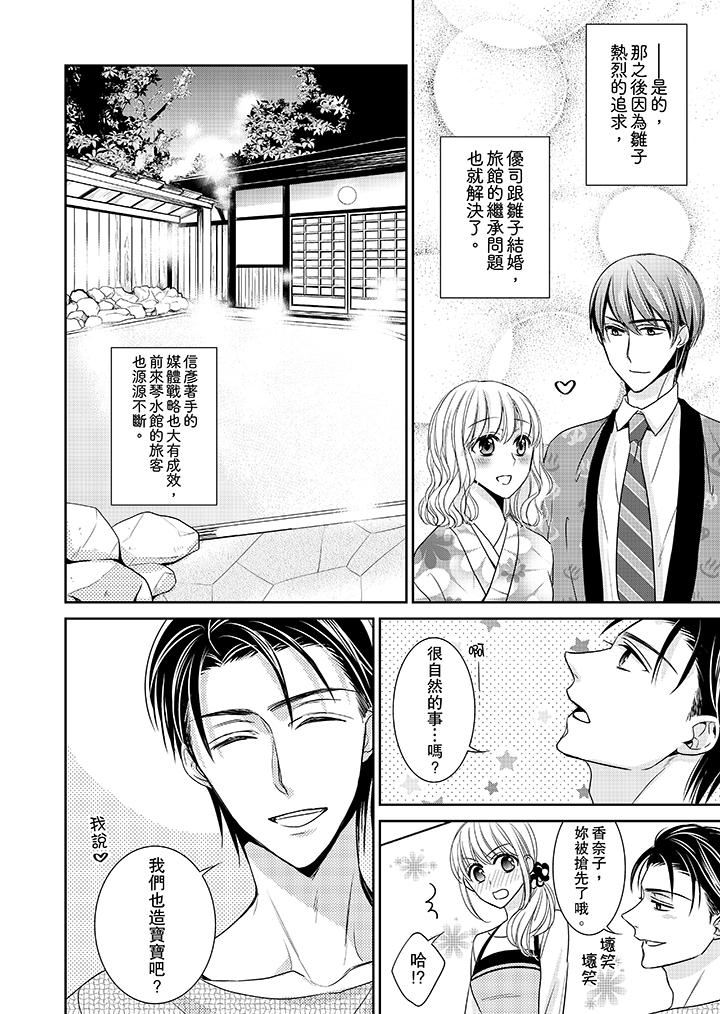 ——是的，
那之後因為雛子
熱烈的追求，
優司跟雛子結婚，
旅館的繼承問題
也就解決了。
信彥著手的
媒體戰略也大有成效，
前來琴水館的旅客
也源源不斷。
啊
很自然的事…嗎？
香奈子，
妳被搶先了哦。
壞笑
壞笑
哈!?
我說♡
我們也造寶寶吧？